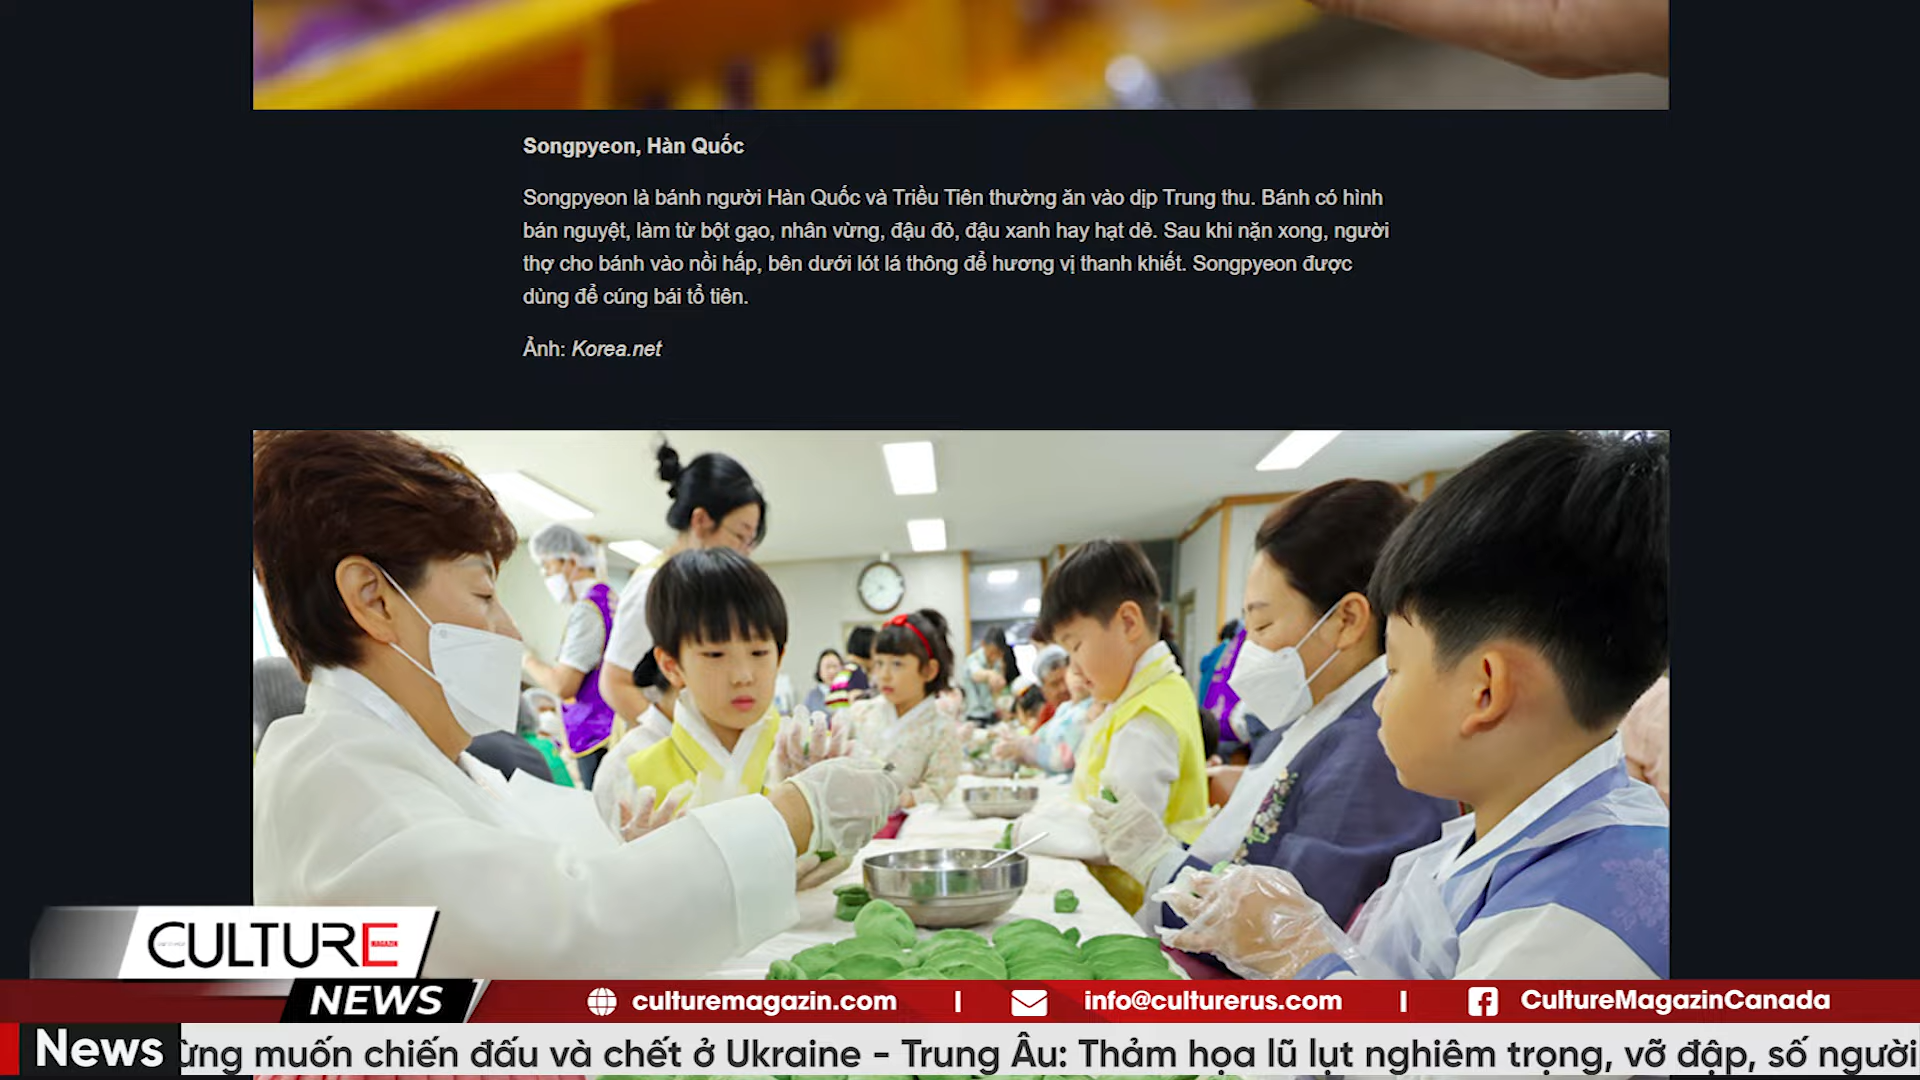 Songpyeon, Hàn Quốc
Songpyeon là bánh người Hàn Quốc và Triều Tiên thường ăn vào dịp Trung thu. Bánh có hình
bán nguyệt, làm từ bột gạo, nhân vừng, đậu đỏ, đậu xanh hay hạt dẻ. Sau khi nặn xong, người
thợ cho bánh vào nồi hấp, bên dưới lót lá thông để hương vị thanh khiết. Songpyeon được
dùng để cúng bái tổ tiên.
Ảnh: Korea.net
CULTURE
MAGAZINE
NEWS
culturemagazin.com | info@culturerus.com | CultureMagazinCanada
News ừng muốn chiến đấu và chết ở Ukraine - Trung Âu: Thảm họa lũ lụt nghiêm trọng, vỡ đập, số người